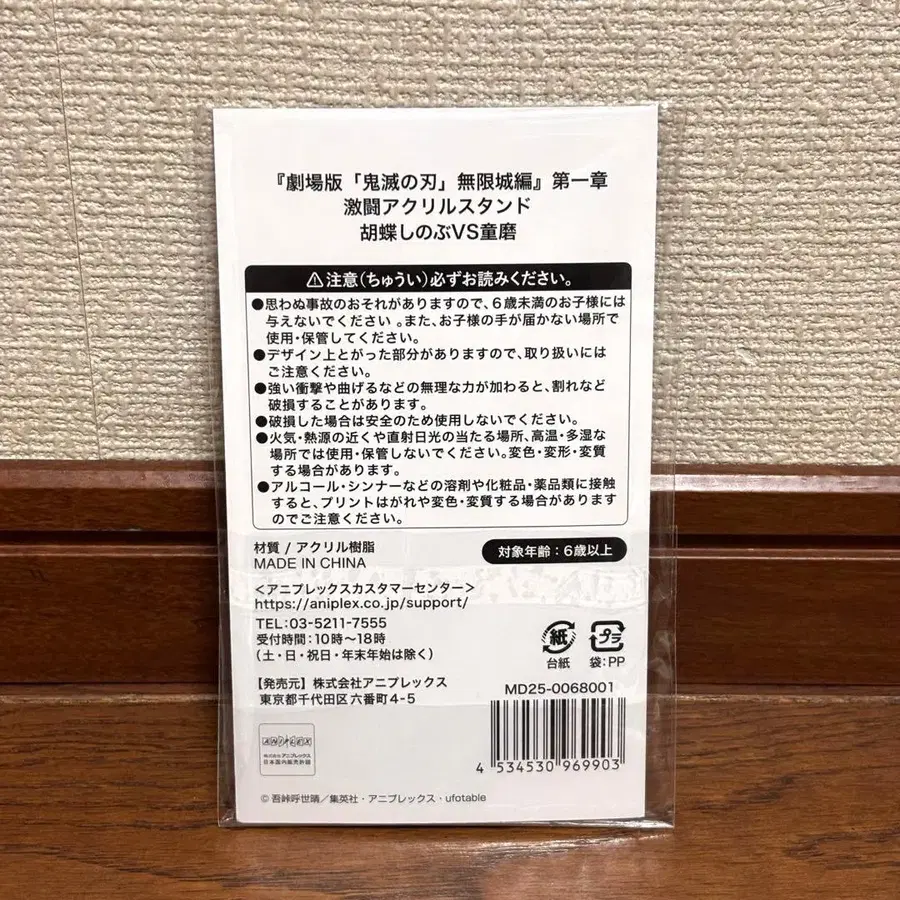 『劇場版「鬼滅の刃」無限城編』第一章
激闘アクリルスタンド
胡蝶しのぶVS童磨
⚠注意(ちゅうい)必ずお読みください。
●思わぬ事故のおそれがありますので、6歳未満のお子様には
与えないでください 。また、お子様の手が届かない場所で
使用・保管してください。
●デザイン上とがった部分がありますので、取り扱いには
ご注意ください。
●強い衝撃や曲げるなどの無理な力が加わると、割れなど
破損することがあります。
●破損した場合は安全のため使用しないでください。
●火気・熱源の近くや直射日光の当たる場所、高温・多湿な
場所では使用・保管しないでください。変色・変形・変質
する場合があります。
●アルコール・シンナーなどの溶剤や化粧品・薬品類に接触
すると、プリントはがれや変色・変質する場合があります
のでご注意ください。
材質 / アクリル樹脂
MADE IN CHINA
対象年齢:6歳以上
<アニプレックスカスタマーセンター>
https://aniplex.co.jp/support/
TEL:03-5211-7555
受付時間:10時~18時
(土・日・祝日・年末年始は除く)
紙
台紙
プラ
袋:PP
【発売元】株式会社アニプレックス
東京都千代田区六番町4-5
MD25-0068001
4 534530 969903
ANIPLEX
株式会社アニプレックス
日本国内販売許諾
© 吾峠呼世晴/集英社・アニプレックス・ufotable